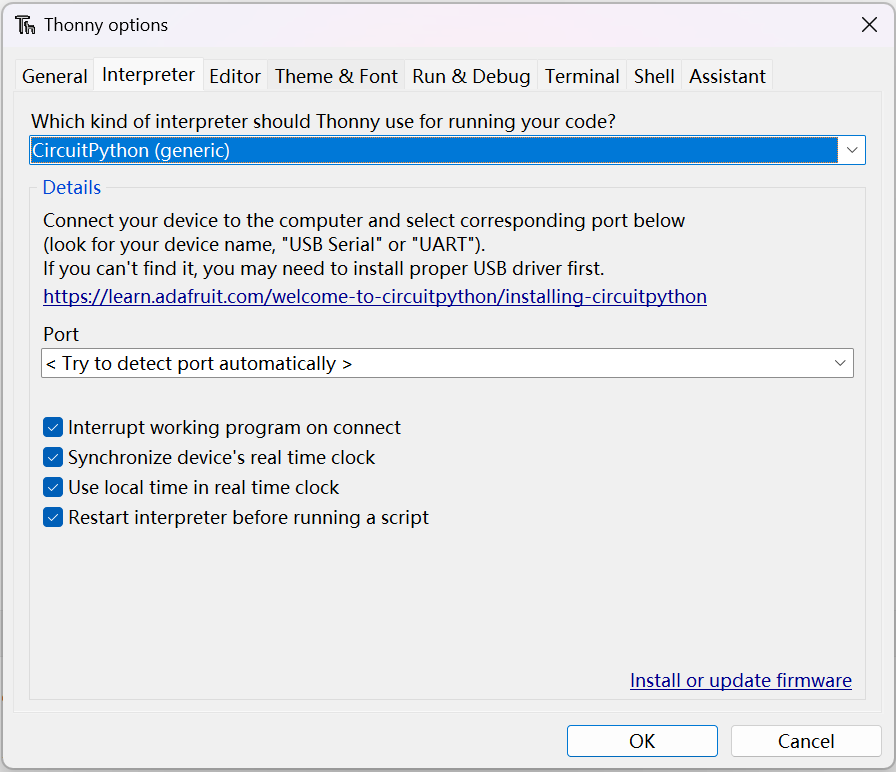 Thonny options
General Interpreter Editor Theme & Font Run & Debug Terminal Shell Assistant
Which kind of interpreter should Thonny use for running your code?
CircuitPython (generic)
Details
Connect your device to the computer and select corresponding port below
(look for your device name, "USB Serial" or "UART").
If you can't find it, you may need to install proper USB driver first.
https://learn.adafruit.com/welcome-to-circuitpython/installing-circuitpython
Port
< Try to detect port automatically >
Interrupt working program on connect
Synchronize device's real time clock
Use local time in real time clock
Restart interpreter before running a script
Install or update firmware
OK Cancel